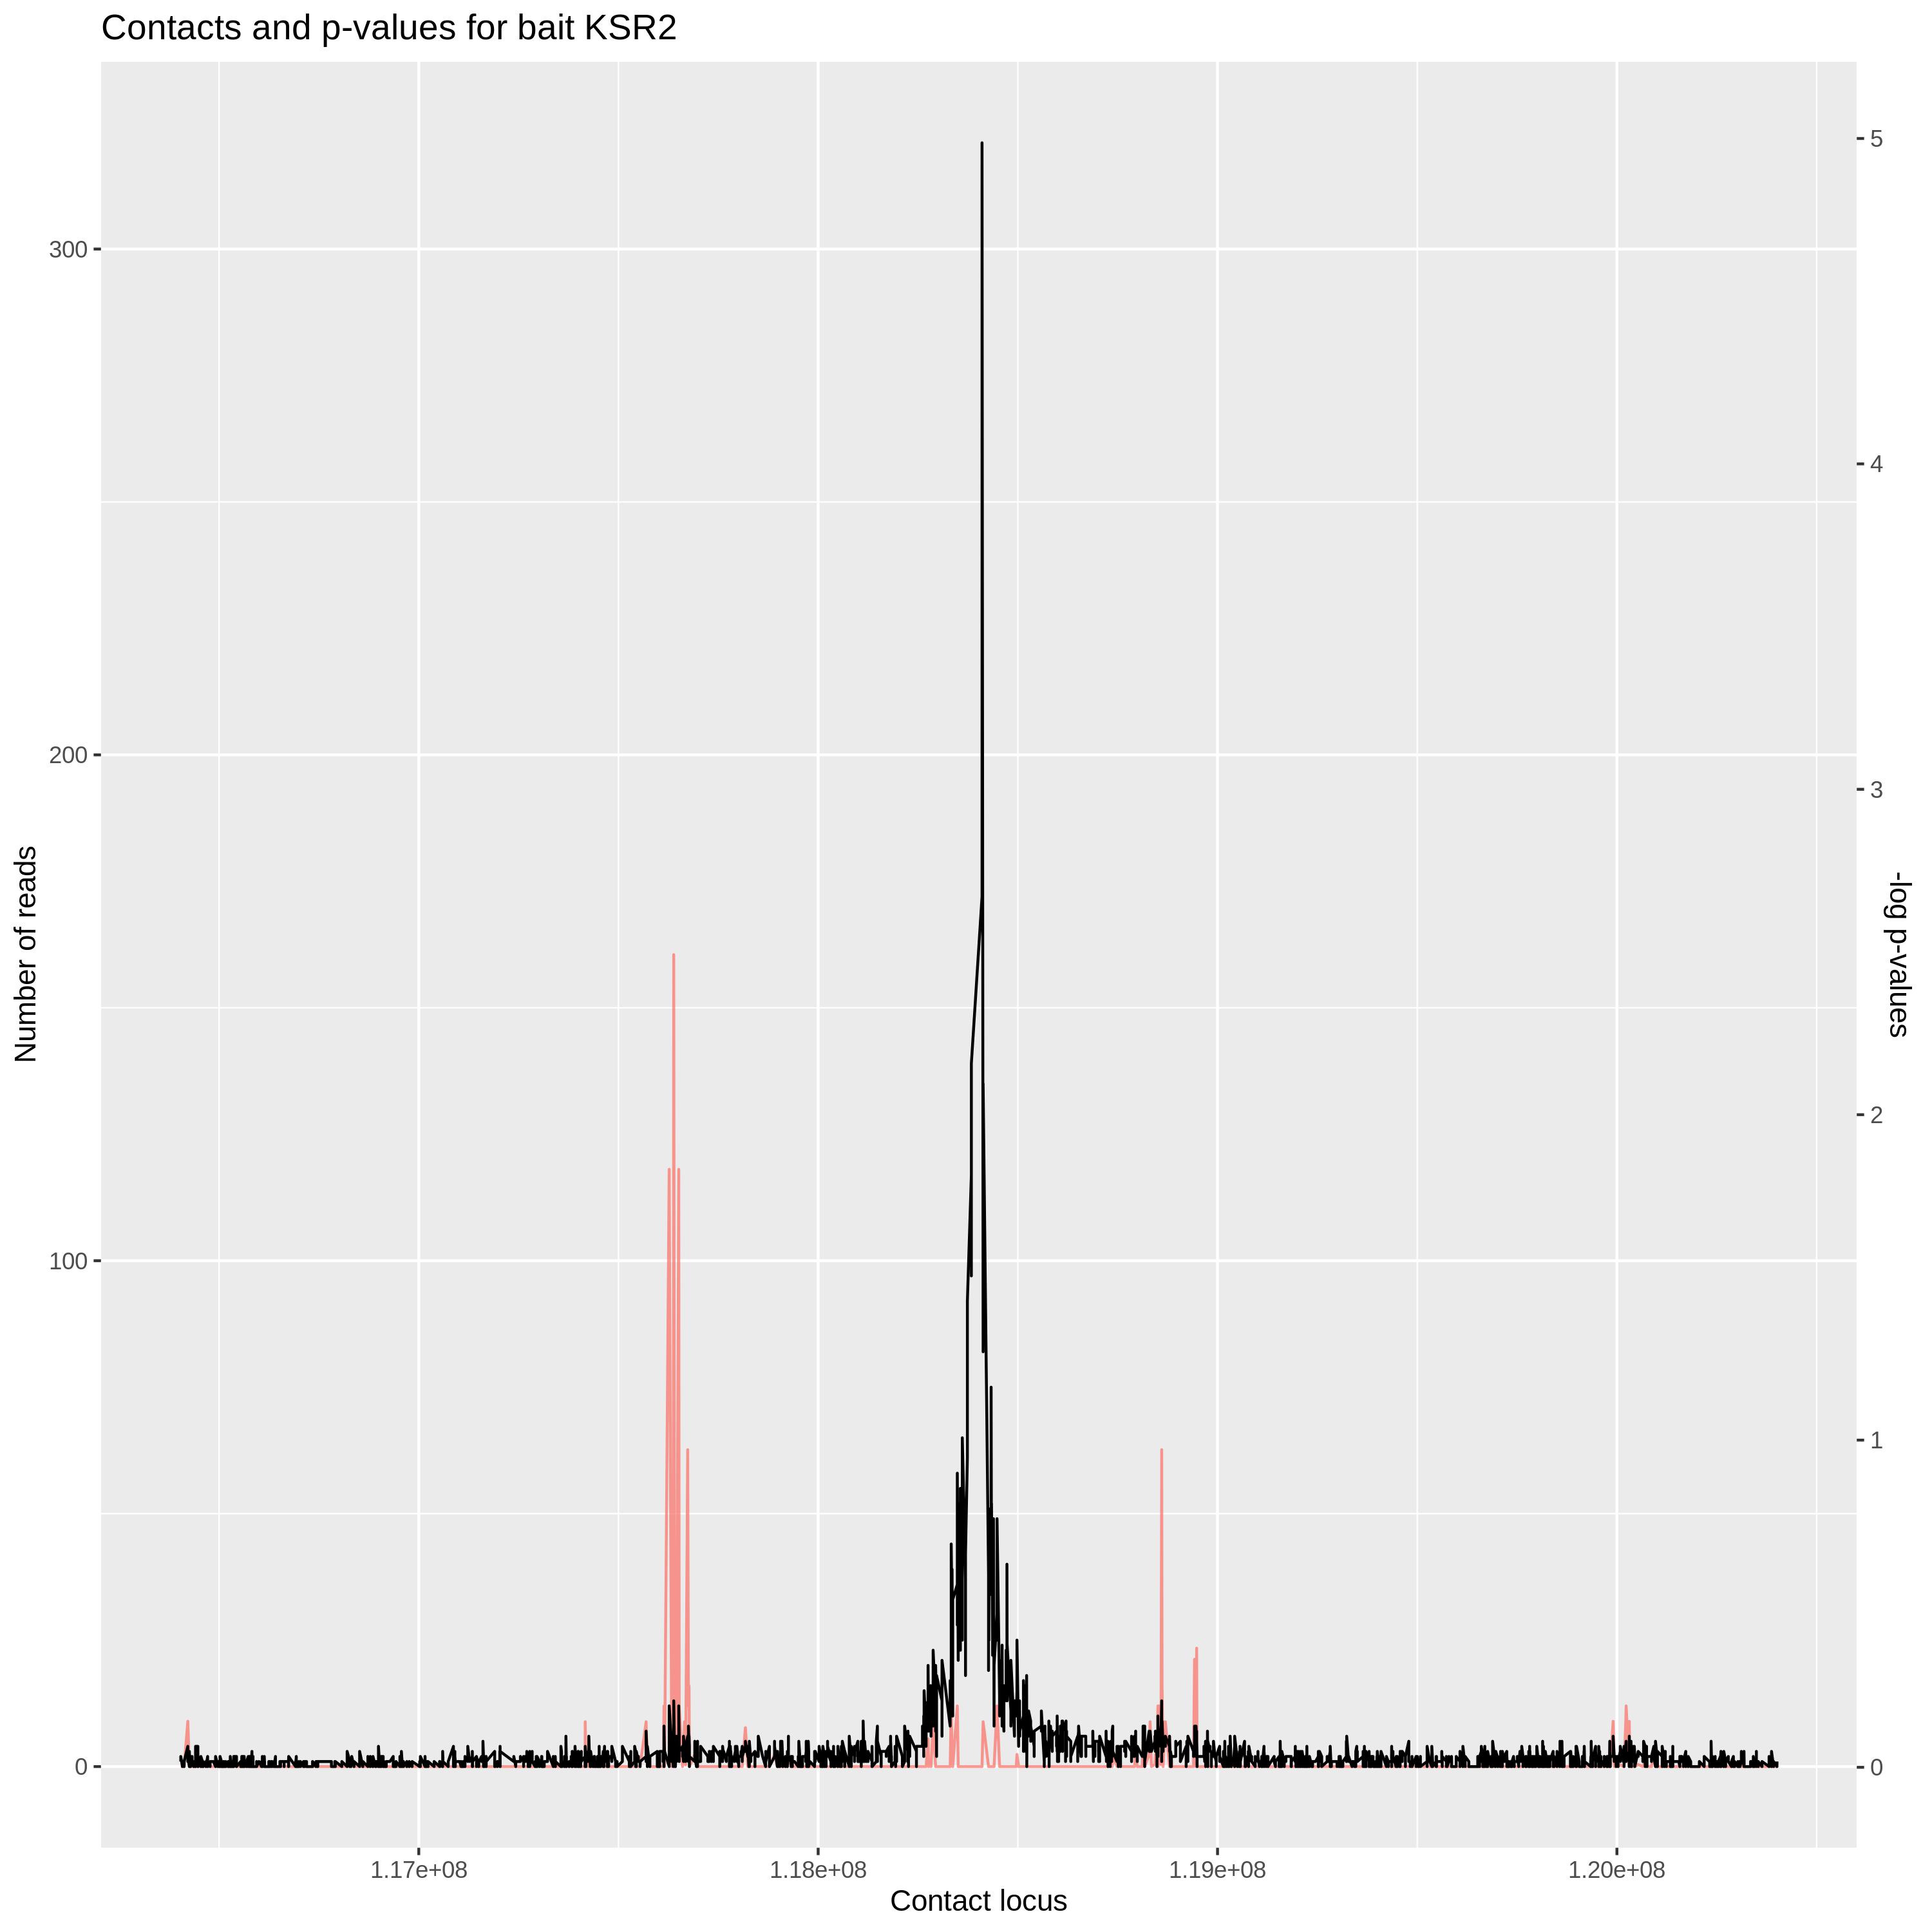 Contacts and p-values for bait KSR2
300
200
100
0
Number of reads
5
4
3
2
1
0
-log p-values
1.17e+08
1.18e+08
1.19e+08
1.20e+08
Contact locus